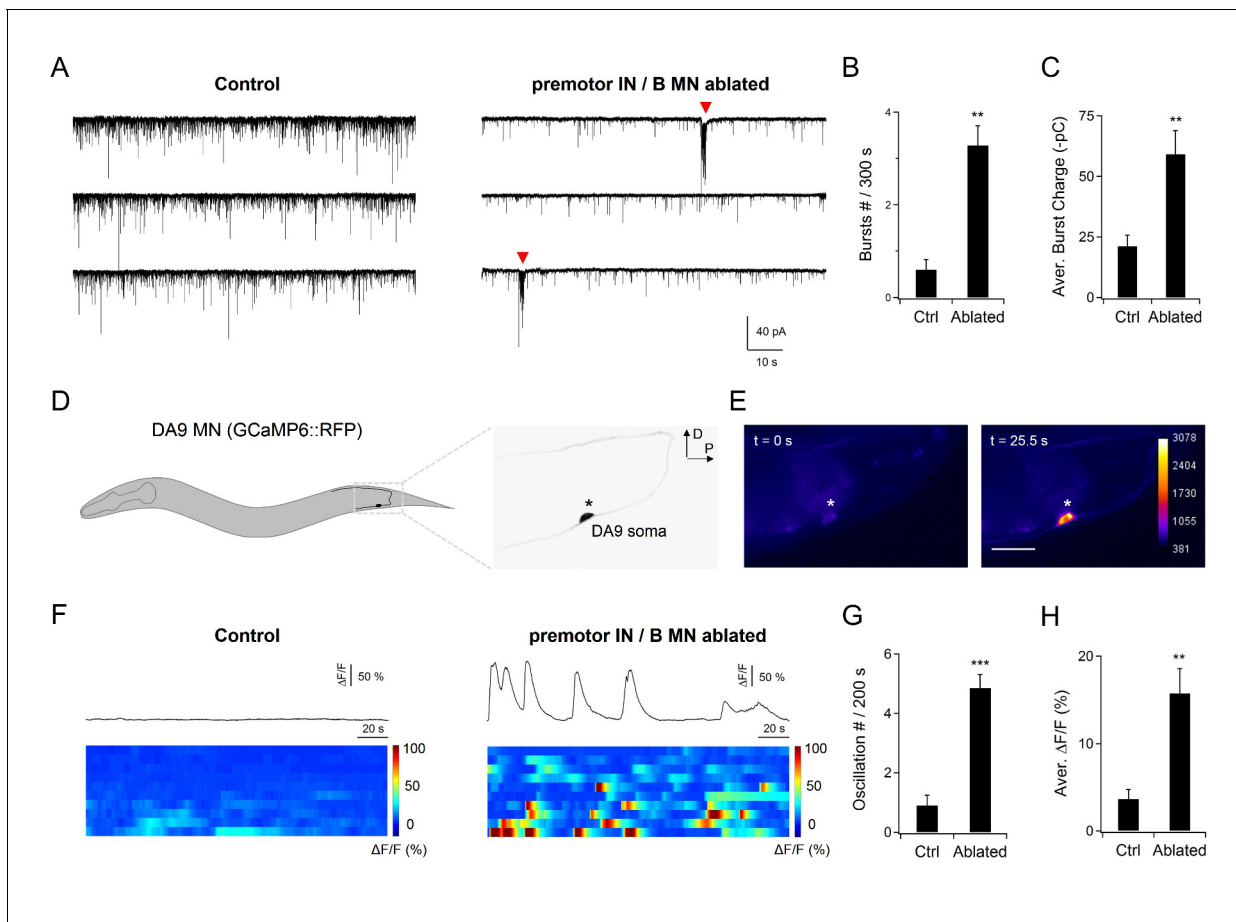 A
Control
premotor IN / B MN ablated
40 pA
10 s
B
Bursts # / 300 s
4
2
0
**
Ctrl
Ablated
C
Aver. Burst Charge (-pC)
75
50
25
0
**
Ctrl
Ablated
D
DA9 MN (GCaMP6::RFP)
D
P
*
DA9 soma
E
t = 0 s
*
t = 25.5 s
*
3078
2404
1730
1055
381
F
Control
ΔF/F
50 %
20 s
100
50
0
ΔF/F (%)
premotor IN / B MN ablated
ΔF/F
50 %
20 s
100
50
0
ΔF/F (%)
G
Oscillation # / 200 s
6
4
2
0
***
Ctrl
Ablated
H
Aver. ΔF/F (%)
20
10
0
**
Ctrl
Ablated